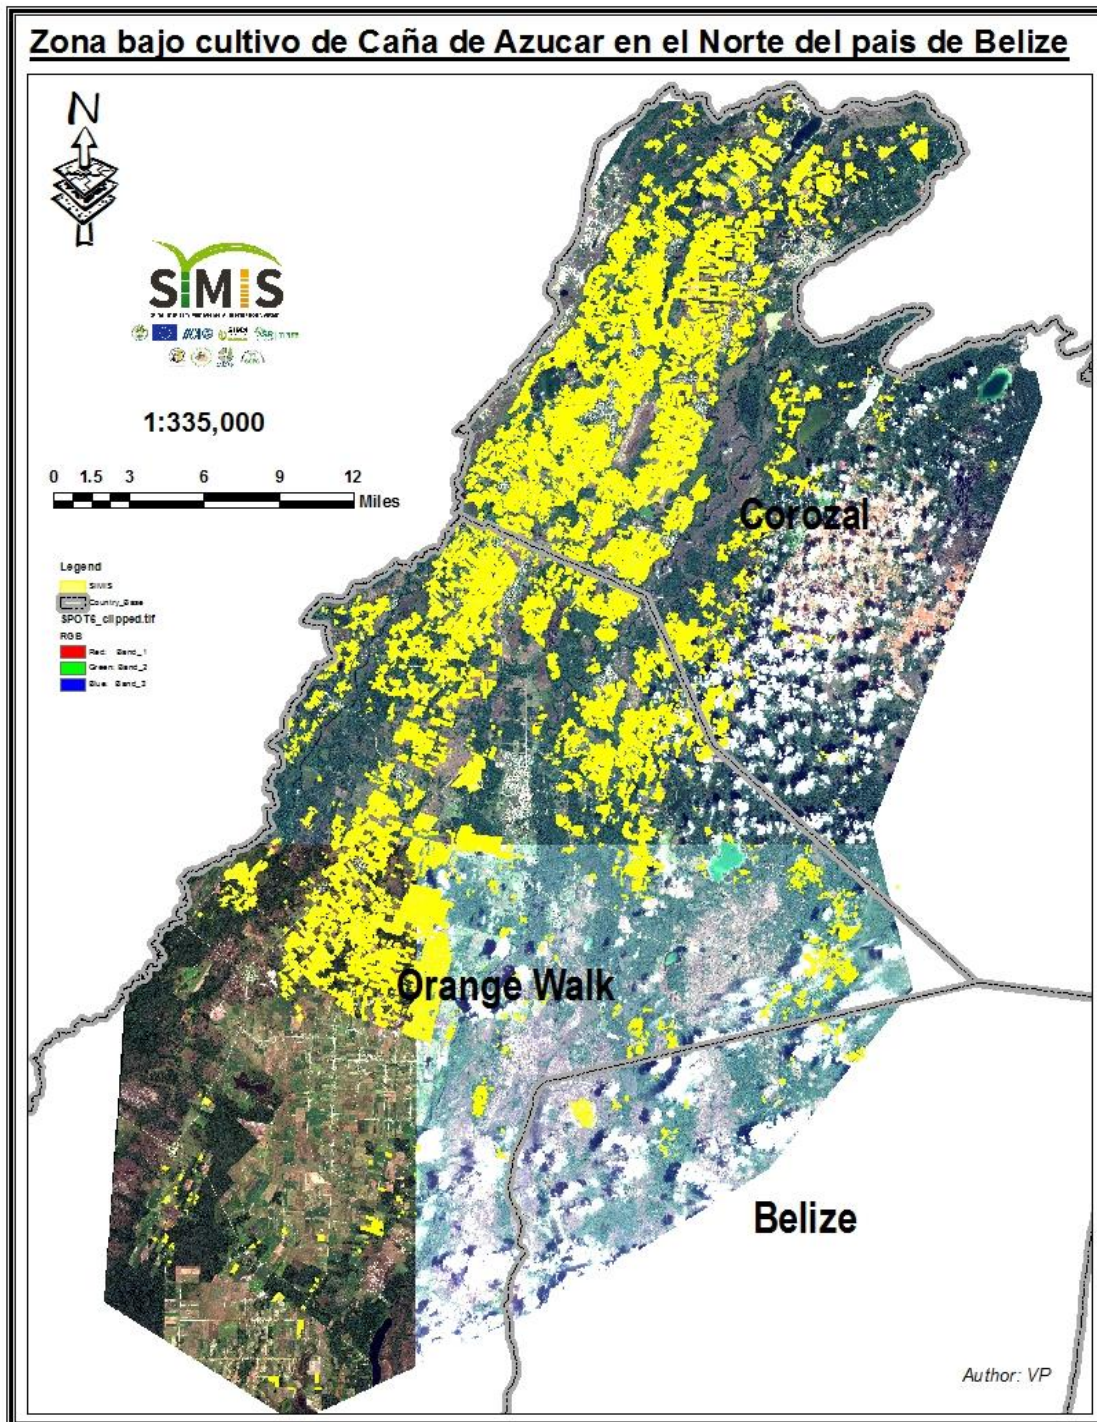 Zona bajo cultivo de Caña de Azucar en el Norte del pais de Belize
N
SiMiS
1:335,000
0 1.5 3 6 9 12
Miles
Legend
SIMIS
Country_Base
SPOT6_clipped.tif
RGB
Red: Band_1
Green: Band_2
Blue: Band_3
Corozal
Orange Walk
Belize
Author: VP